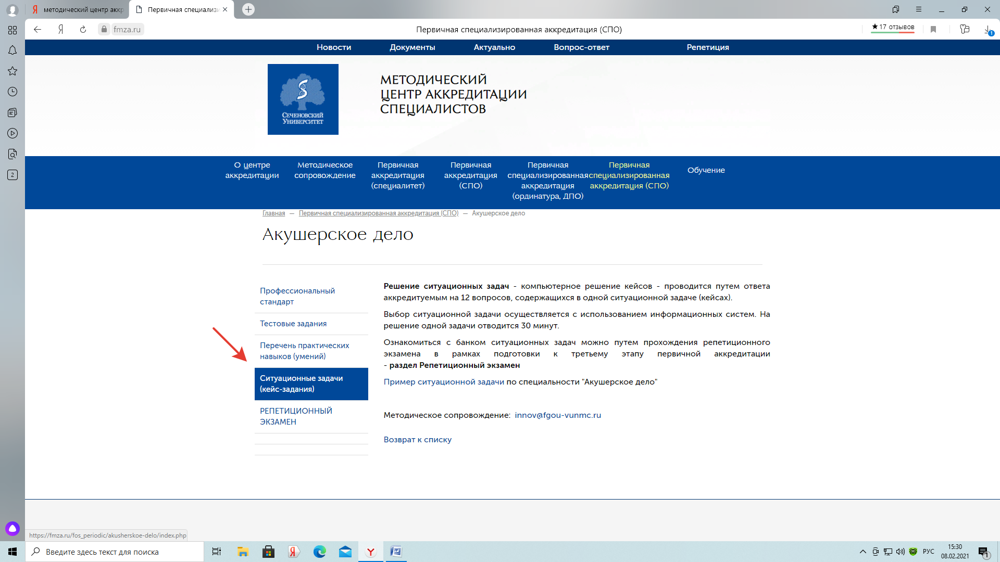 методический центр аккр
Первичная специализи
fmza.ru
Первичная специализированная аккредитация (СПО)
★17 отзывов
1
Новости
Документы
Актуально
Вопрос-ответ
Репетиция
МЕТОДИЧЕСКИЙ
ЦЕНТР АККРЕДИТАЦИИ
СПЕЦИАЛИСТОВ
СЕЧЕНОВСКИЙ
УНИВЕРСИТЕТ
2
О центре
аккредитации
Методическое
сопровождение
Первичная
аккредитация
(специалитет)
Первичная
аккредитация
(СПО)
Первичная
специализированная
аккредитация
(ординатура, ДПО)
Первичная
специализированная
аккредитация (СПО)
Обучение
Главная — Первичная специализированная аккредитация (СПО) — Акушерское дело
Акушерское дело
Профессиональный
стандарт
Тестовые задания
Перечень практических
навыков (умений)
Ситуационные задачи
(кейс-задания)
РЕПЕТИЦИОННЫЙ
ЭКЗАМЕН
Решение ситуационных задач - компьютерное решение кейсов - проводится путем ответа
аккредитуемым на 12 вопросов, содержащихся в одной ситуационной задаче (кейсах).
Выбор ситуационной задачи осуществляется с использованием информационных систем. На
решение одной задачи отводится 30 минут.
Ознакомиться с банком ситуационных задач можно путем прохождения репетиционного
экзамена в рамках подготовки к третьему этапу первичной аккредитации
- раздел Репетиционный экзамен
Пример ситуационной задачи по специальности "Акушерское дело"
Методическое сопровождение: innov@fgou-vunmc.ru
Возврат к списку
https://fmza.ru/fos_periodic/akusherskoe-delo/index.php
Введите здесь текст для поиска
РУС
15:30
08.02.2021
1